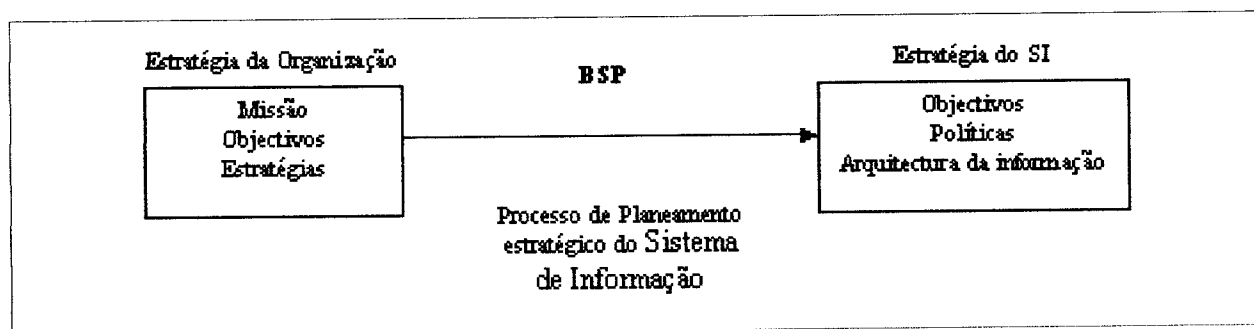 Estratégia da Organização
Missão
Objectivos
Estratégias
BSP
Processo de Planeamento
estratégico do Sistema
de Informação
Estratégia do SI
Objectivos
Políticas
Arquitectura da informação